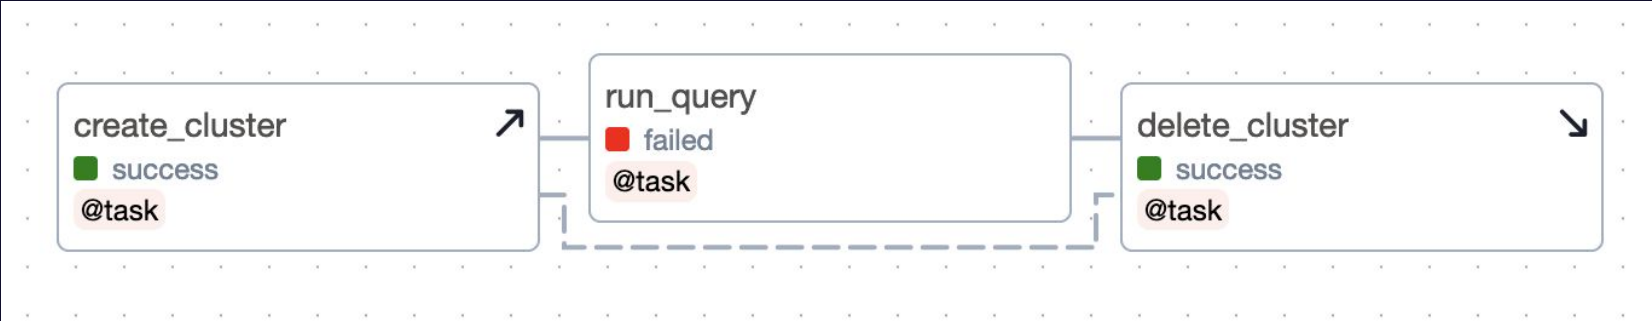 create_cluster
success
@task
run_query
failed
@task
delete_cluster
success
@task